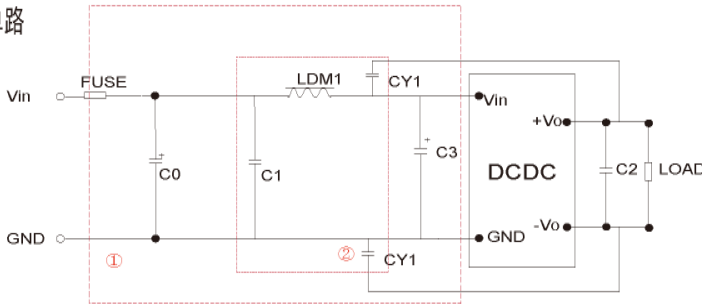 路
FUSE
LDM1
CY1
Vin
Vin
+Vo
C0
C1
C3
DCDC
C2
LOAD
GND
①
②
CY1
GND
-Vo